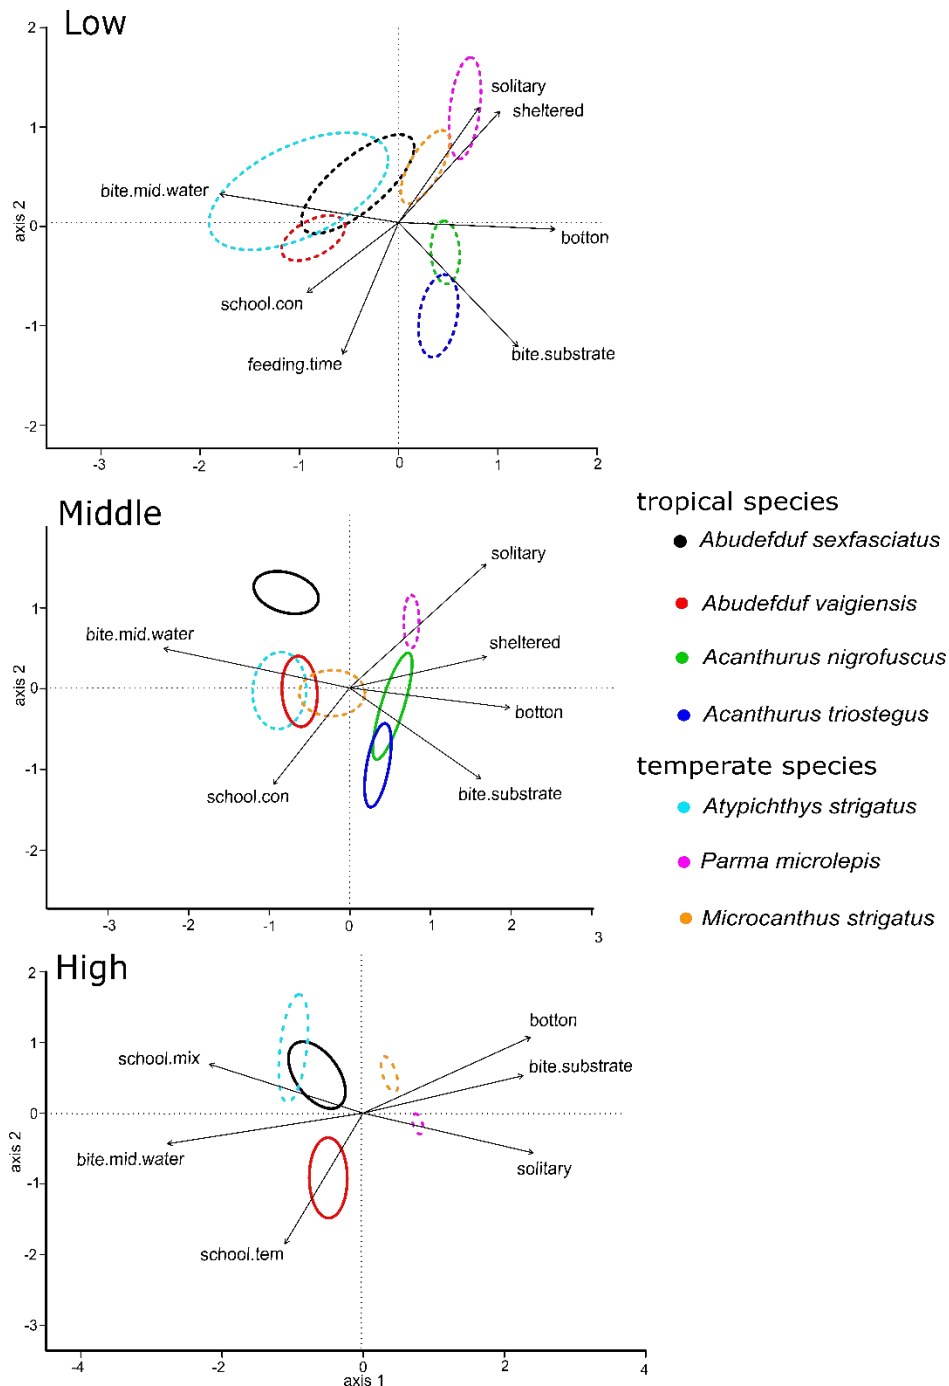 Low
2
1
0
-1
-2
axis 2
solitary
sheltered
bite.mid.water
botton
school.con
feeding.time
bite.substrate
-3
-2
-1
0
1
2
Middle
1
0
-1
-2
axis 2
solitary
bite.mid.water
sheltered
botton
school.con
bite.substrate
-3
-2
-1
0
1
2
3
tropical species
Abudefduf sexfasciatus
Abudefduf vaigiensis
Acanthurus nigrofuscus
Acanthurus triostegus
temperate species
Atypichthys strigatus
Parma microlepis
Microcanthus strigatus
High
2
1
0
-1
-2
-3
axis 2
botton
school.mix
bite.substrate
bite.mid.water
solitary
school.tem
-4
-2
0
2
4
axis 1